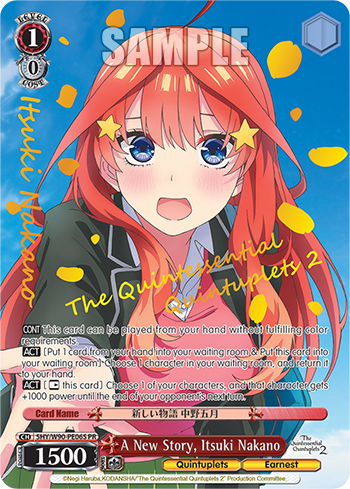 LEVEL
1
0
COST
SAMPLE
Itsuki Nakano
The Quintessential
Quintuplets 2
CONT This card can be played from your hand without fulfilling color
requirements.
ACT [Put 1 card from your hand into your waiting room & Put this card into
your waiting room] Choose 1 character in your waiting room, and return it
to your hand.
ACT [ this card] Choose 1 of your characters, and that character gets
+1000 power until the end of your opponent's next turn.
Card Name 新しい物語 中野五月
CH 5HY/W90-PE06S PR
POWER 1500
A New Story, Itsuki Nakano
The Quintessential Quintuplets 2
Quintuplets Earnest
©Negi Haruba,KODANSHA/"The Quintessential Quintuplets 2" Production Committee.